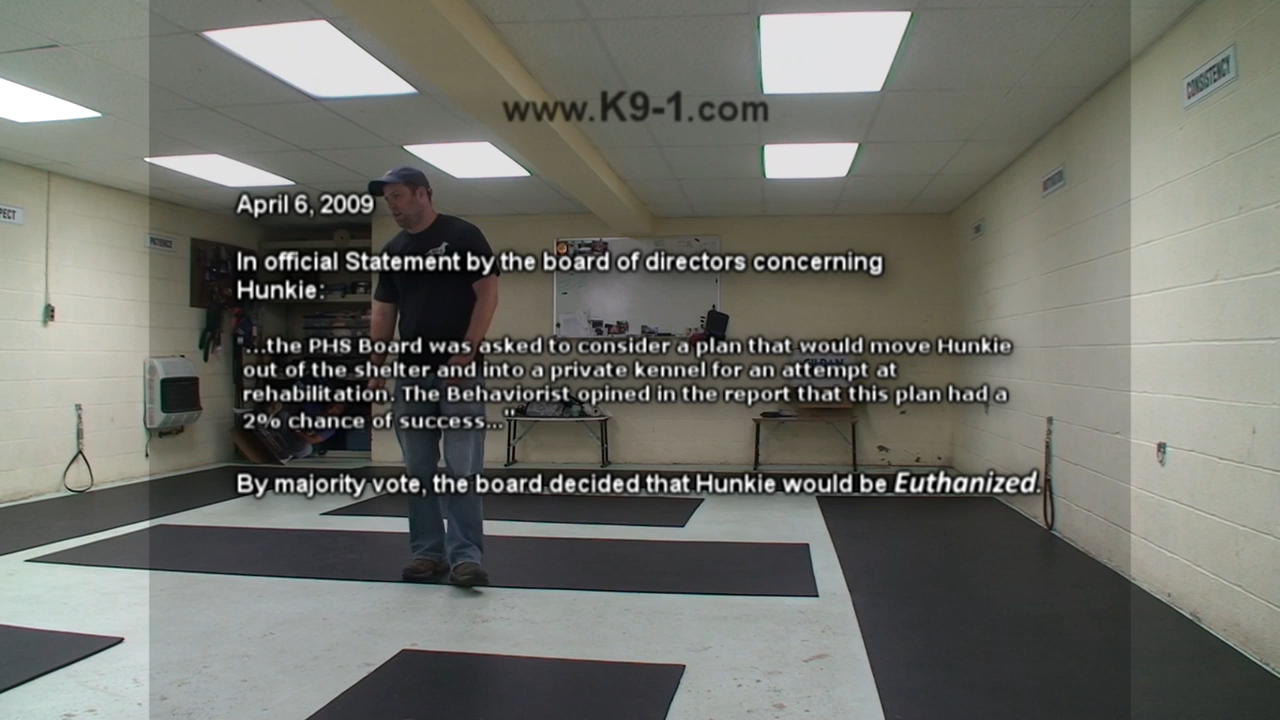 www.K9-1.com
CONSISTENCY
April 6, 2009
PATIENCE
In official Statement by the board of directors concerning
Hunkie:
...the PHS Board was asked to consider a plan that would move Hunkie
out of the shelter and into a private kennel for an attempt at
rehabilitation. The Behaviorist opined in the report that this plan had a
2% chance of success..."
By majority vote, the board decided that Hunkie would be Euthanized.